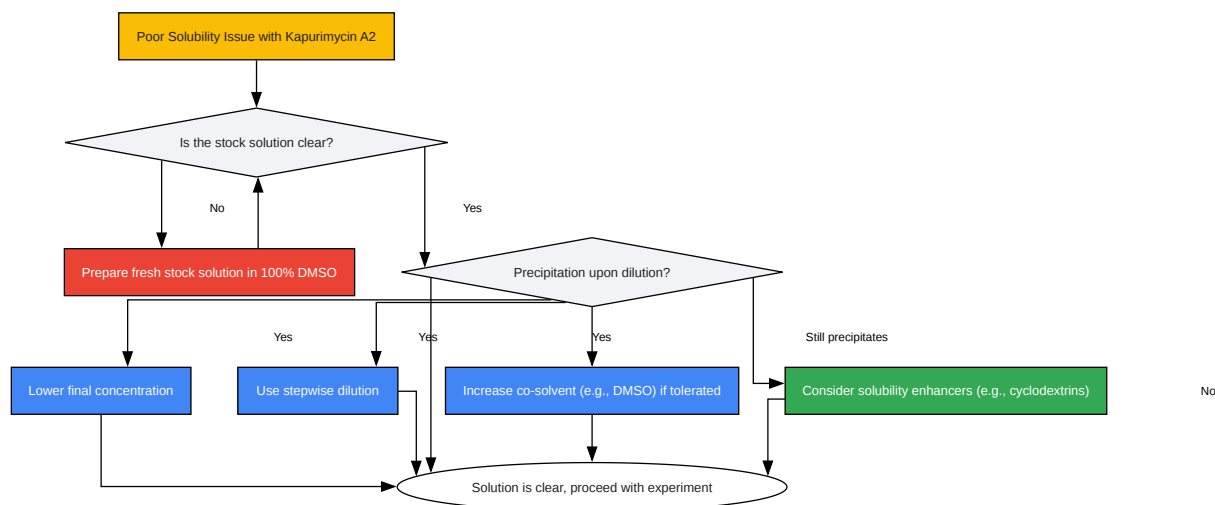 Poor Solubility Issue with Kapurimycin A2
Is the stock solution clear?
No
Yes
Prepare fresh stock solution in 100% DMSO
Precipitation upon dilution?
Yes
Yes
Yes
Still precipitates
Lower final concentration
Use stepwise dilution
Increase co-solvent (e.g., DMSO) if tolerated
Consider solubility enhancers (e.g., cyclodextrins)
No
Solution is clear, proceed with experiment